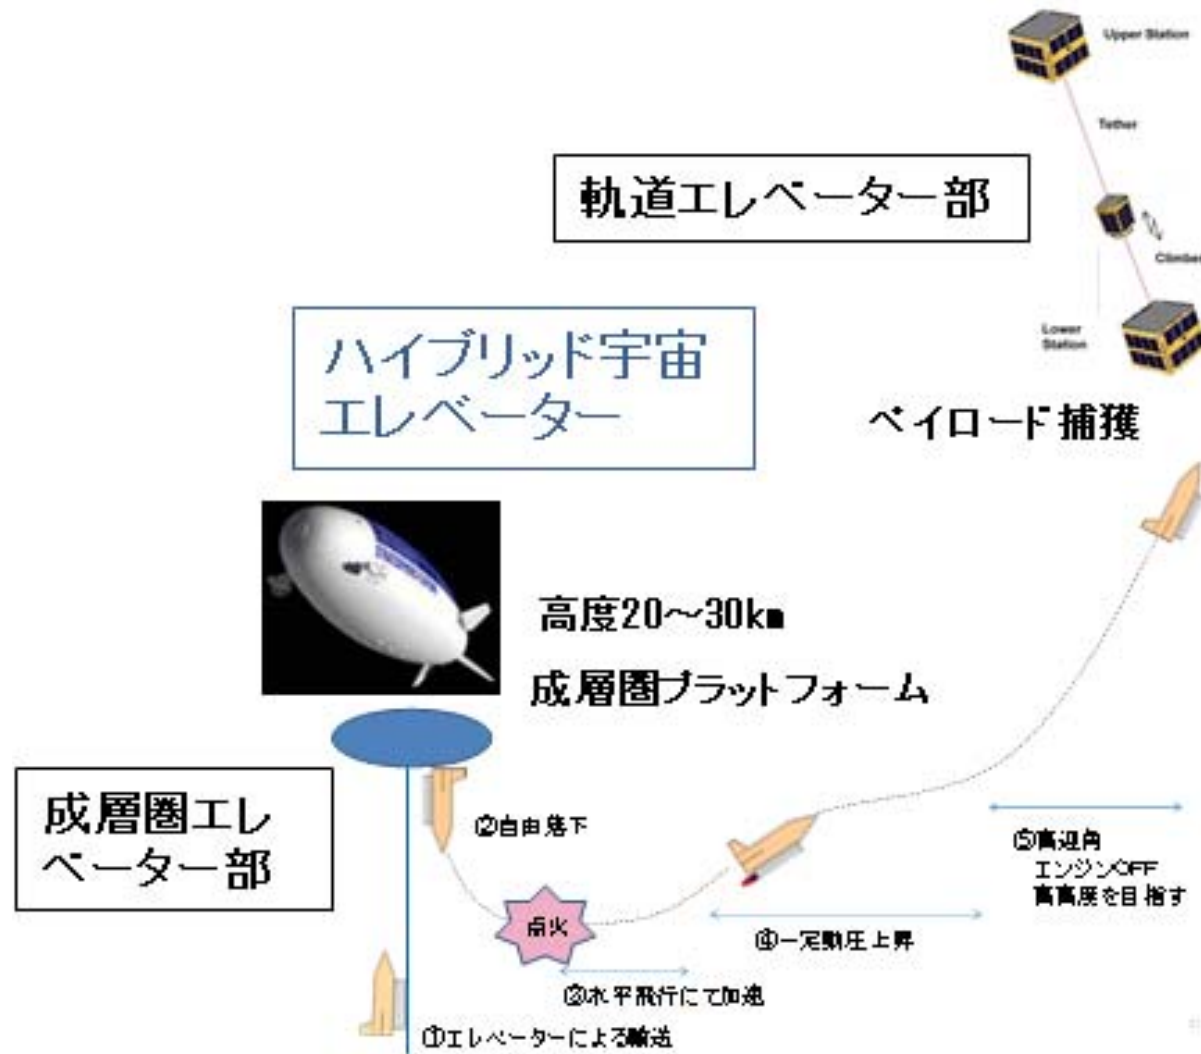 Upper Station
Tether
軌道エレベーター部
Climber
Lower
Station
ハイブリッド宇宙
エレベーター
ペイロード捕獲
高度20～30km
成層圏プラットフォーム
成層圏エレ
ベーター部
②自由落下
点火
⑤高迎角
エンジンOFF
高高度を目指す
④一定動圧上昇
③水平飛行にて加速
①エレベーターによる輸送